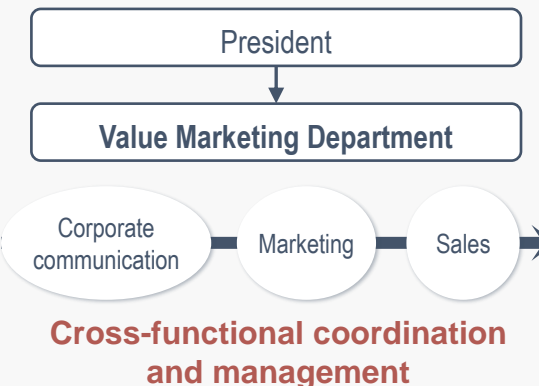 President
Value Marketing Department
Corporate
communication
Marketing
Sales
Cross-functional coordination
and management